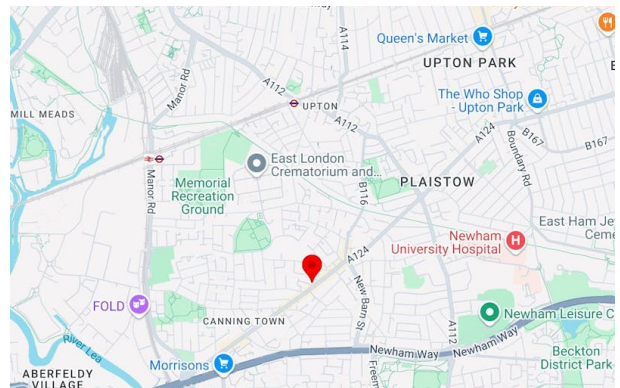 A114
Queen's Market
UPTON PARK
Manor Rd
A112
UPTON
The Who Shop
- Upton Park
MILL MEADS
A112
A124
B167
B167
Boundary Rd
East London
Crematorium and...
Manor Rd
Memorial
Recreation
Ground
B116
PLAISTOW
East Ham Je
Ceme
Newham
University Hospital
A124
New Barn St
FOLD
CANNING TOWN
A112
Newham Leisure C
River Lea
Morrisons
Newham Way
Newham Way
Beckton
District Park
ABERFELDY
VILLAGE
Freem